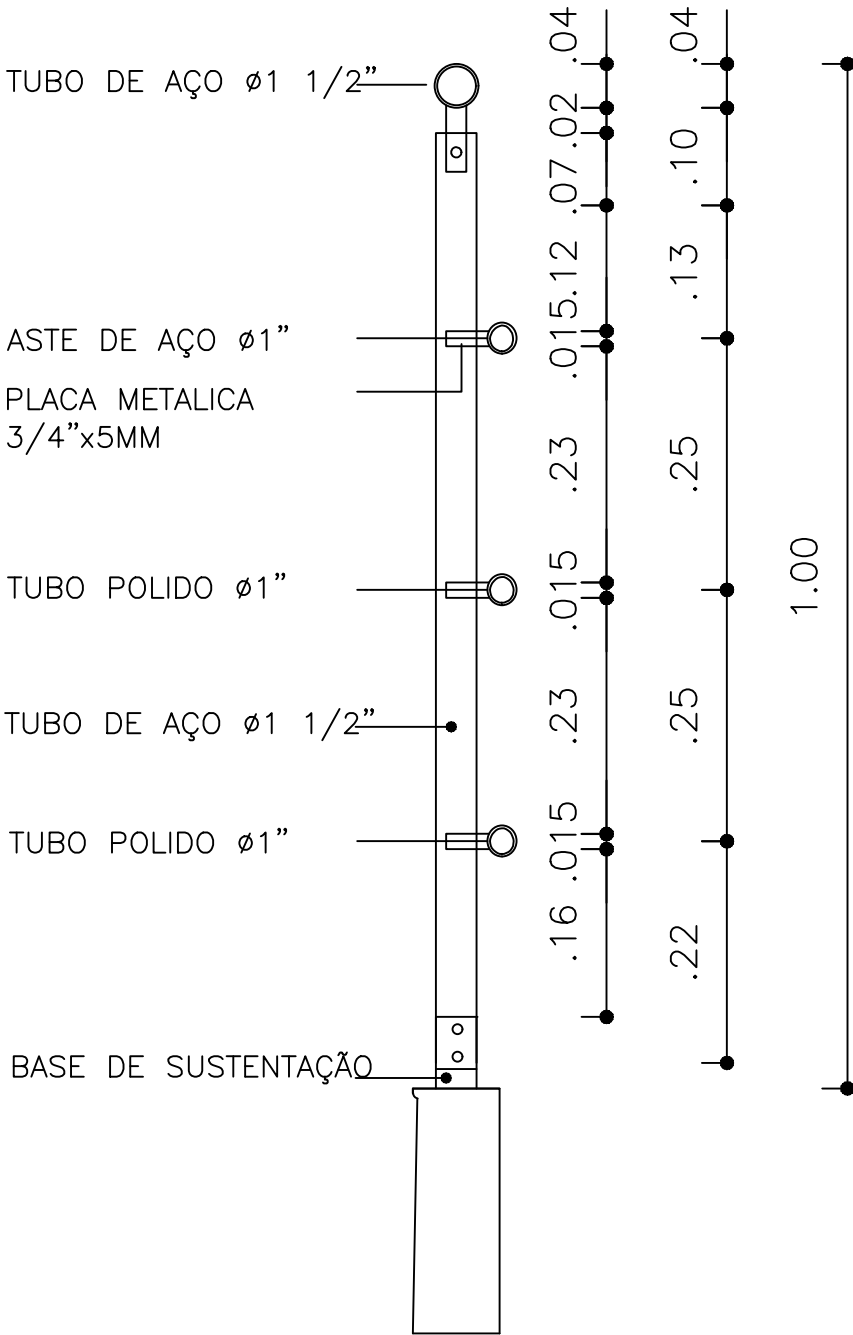 TUBO DE AÇO ø1 1/2”
ASTE DE AÇO ø1”
PLACA METALICA
3/4”x5MM
TUBO POLIDO ø1”
TUBO DE AÇO ø1 1/2”
TUBO POLIDO ø1”
BASE DE SUSTENTAÇÃO
.04
.02
.07
.12
.015
.23
.015
.23
.015
.16
.04
.10
.13
.25
.25
.22
1.00